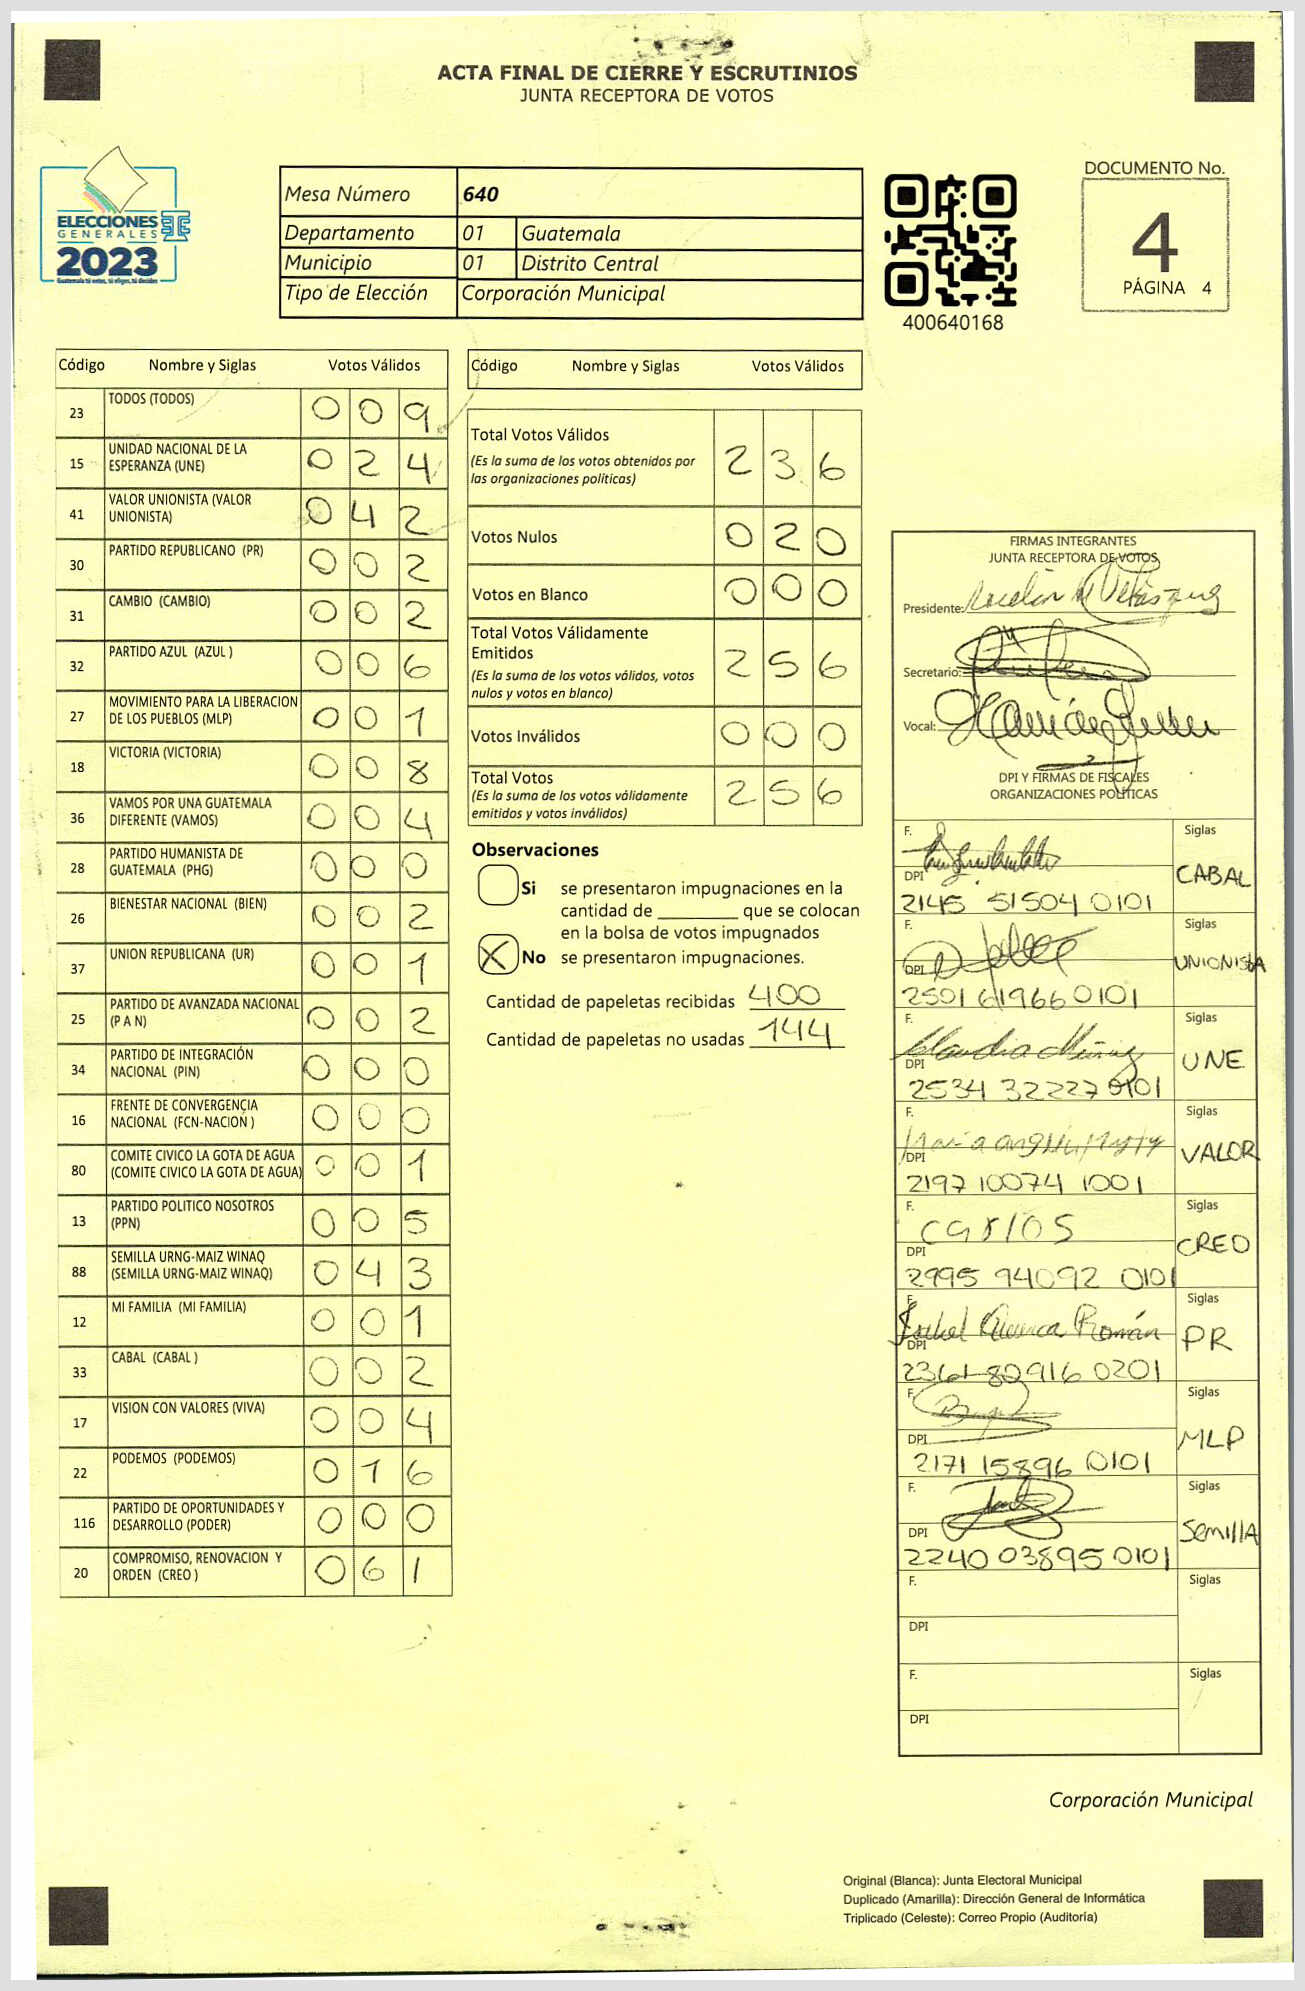 ACTA FINAL DE CIERRE Y ESCRUTINIOS
JUNTA RECEPTORA DE VOTOS
ELECCIONES
GENERALES
2023
Guatemala tú votas, tú eliges, tú decides
Mesa Número 640
Departamento 01 Guatemala
Municipio 01 Distrito Central
Tipo de Elección Corporación Municipal
400640168
DOCUMENTO No.
4
PÁGINA 4
Código Nombre y Siglas Votos Válidos
23 TODOS (TODOS) 0 0 9
15 UNIDAD NACIONAL DE LA ESPERANZA (UNE) 0 2 4
41 VALOR UNIONISTA (VALOR UNIONISTA) 0 4 2
30 PARTIDO REPUBLICANO (PR) 0 0 2
31 CAMBIO (CAMBIO) 0 0 2
32 PARTIDO AZUL (AZUL ) 0 0 6
27 MOVIMIENTO PARA LA LIBERACION DE LOS PUEBLOS (MLP) 0 0 1
18 VICTORIA (VICTORIA) 0 0 8
36 VAMOS POR UNA GUATEMALA DIFERENTE (VAMOS) 0 0 4
28 PARTIDO HUMANISTA DE GUATEMALA (PHG) 0 0 0
26 BIENESTAR NACIONAL (BIEN) 0 0 2
37 UNION REPUBLICANA (UR) 0 0 1
25 PARTIDO DE AVANZADA NACIONAL (P A N) 0 0 2
34 PARTIDO DE INTEGRACIÓN NACIONAL (PIN) 0 0 0
16 FRENTE DE CONVERGENCIA NACIONAL (FCN-NACION ) 0 0 0
80 COMITE CIVICO LA GOTA DE AGUA (COMITE CIVICO LA GOTA DE AGUA) 0 0 1
13 PARTIDO POLITICO NOSOTROS (PPN) 0 0 5
88 SEMILLA URNG-MAIZ WINAQ (SEMILLA URNG-MAIZ WINAQ) 0 4 3
12 MI FAMILIA (MI FAMILIA) 0 0 1
33 CABAL (CABAL ) 0 0 2
17 VISION CON VALORES (VIVA) 0 0 4
22 PODEMOS (PODEMOS) 0 1 6
116 PARTIDO DE OPORTUNIDADES Y DESARROLLO (PODER) 0 0 0
20 COMPROMISO, RENOVACION Y ORDEN (CREO ) 0 6 1
Código Nombre y Siglas Votos Válidos
Total Votos Válidos 2 3 6
(Es la suma de los votos obtenidos por
las organizaciones políticas)
Votos Nulos 0 2 0
Votos en Blanco 0 0 0
Total Votos Válidamente
Emitidos 2 5 6
(Es la suma de los votos válidos, votos
nulos y votos en blanco)
Votos Inválidos 0 0 0
Total Votos 2 5 6
(Es la suma de los votos válidamente
emitidos y votos inválidos)
Observaciones
Si se presentaron impugnaciones en la
cantidad de ________ que se colocan
en la bolsa de votos impugnados
X No se presentaron impugnaciones.
Cantidad de papeletas recibidas 400
Cantidad de papeletas no usadas 144
FIRMAS INTEGRANTES
JUNTA RECEPTORA DE VOTOS
Presidente:
Secretario:
Vocal:
DPI Y FIRMAS DE FISCALES
ORGANIZACIONES POLÍTICAS
F. Siglas
DPI CABAL
2145 51504 0101
F. Siglas
DPI UNIONISTA
2501 61966 0101
F. Claudia Siglas
DPI UNE
2534 32227 0101
F. Siglas
DPI VALOR
2197 10074 1001
F. Carlos Siglas
DPI CREO
2995 94092 0101
F. Román Siglas
DPI PR
2361 80916 0201
F. Siglas
DPI MLP
2171 15896 0101
F. Siglas
DPI Semilla
2240 03895 0101
F. Siglas
DPI
F. Siglas
DPI
Corporación Municipal
Original (Blanca): Junta Electoral Municipal
Duplicado (Amarilla): Dirección General de Informática
Triplicado (Celeste): Correo Propio (Auditoría)